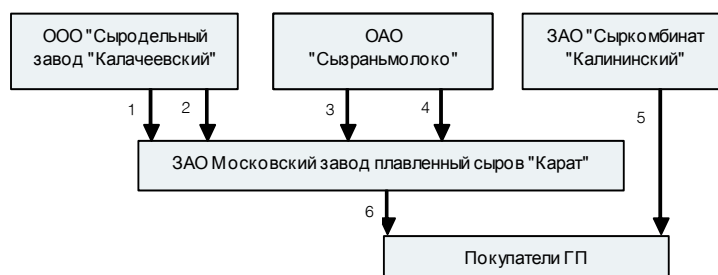 ООО "Сыродельный
завод "Калачеевский"
ОАО
"Сызраньмолоко"
ЗАО "Сыркомбинат
"Калининский"
1
2
3
4
5
ЗАО Московский завод плавленный сыров "Карат"
6
Покупатели ГП